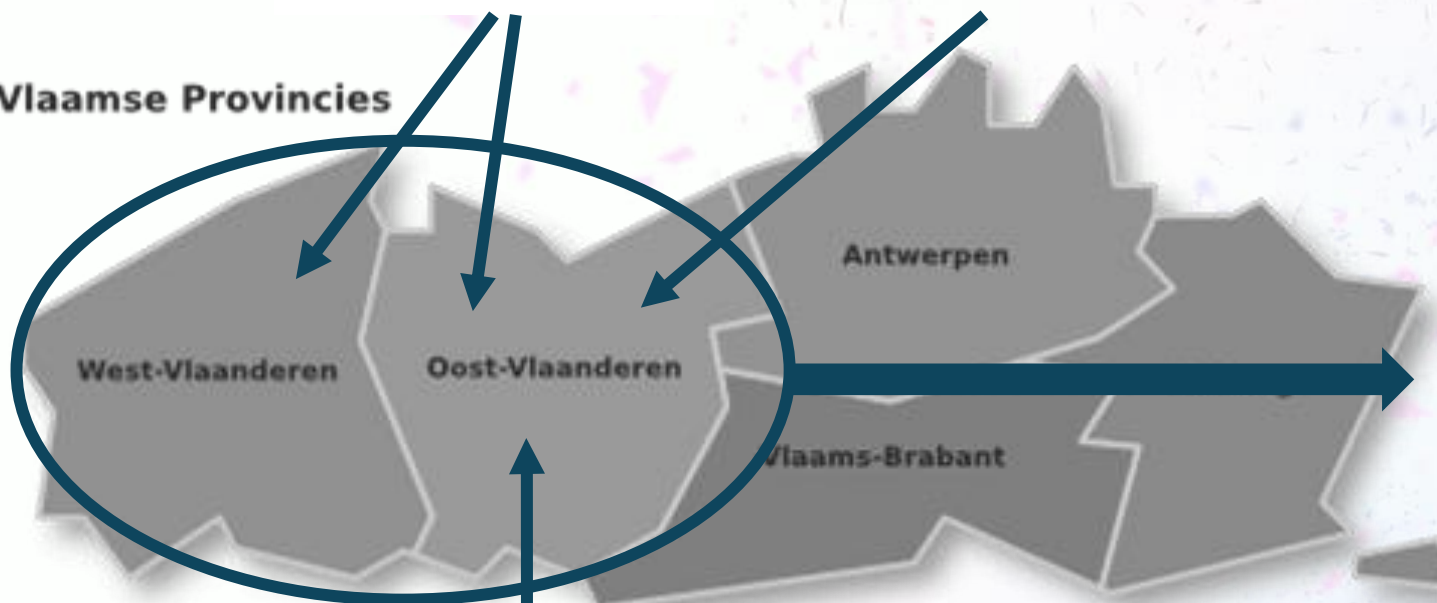 Vlaamse Provincies
Antwerpen
West-Vlaanderen
Oost-Vlaanderen
Vlaams-Brabant